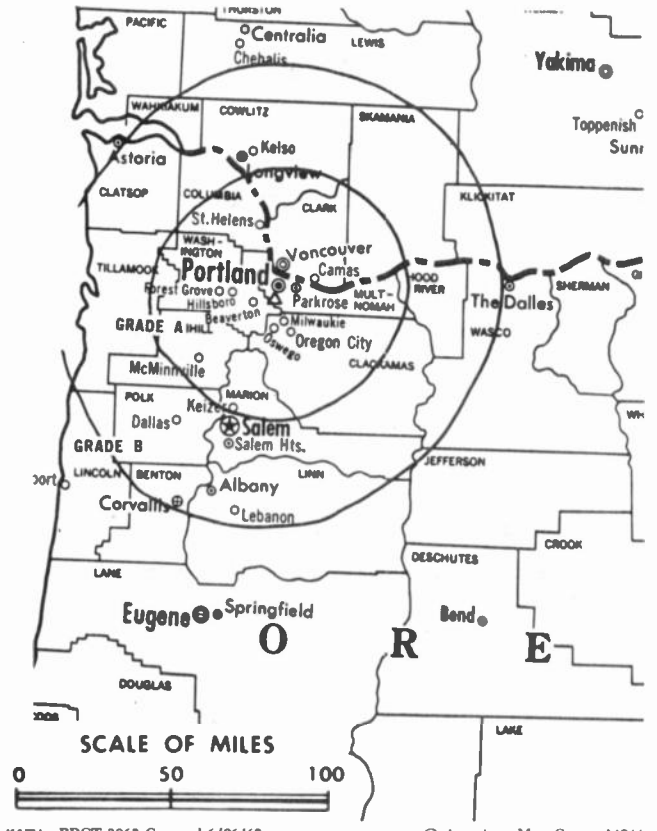 THURSTON
PACIFIC
Centralia
LEWIS
Chehalis
Yakima
WAHKIAKUM
COWLITZ
SKAMANIA
Toppenish
Sunn
Astoria
Kelso
Longview
CLATSOP
COLUMBIA
CLARK
KLICKITAT
St. Helens
WASH-
INGTON
Vancouver
TILLAMOOK
Portland
Camas
HOOD
RIVER
Forest Grove
Hillsboro
Parkrose
MULT-
NOMAH
The Dalles
SHERMAN
Beaverton
Milwaukie
GRADE A
Oswego
Oregon City
WASCO
CLACKAMAS
McMinnville
POLK
MARION
Keizer
Dallas
Salem
GRADE B
Salem Hts.
LINCOLN
BENTON
LINN
JEFFERSON
port
Albany
Corvallis
Lebanon
CROOK
DESCHUTES
LANE
Eugene
Springfield
Bend
O R E
DOUGLAS
LAKE
SCALE OF MILES
0 50 100